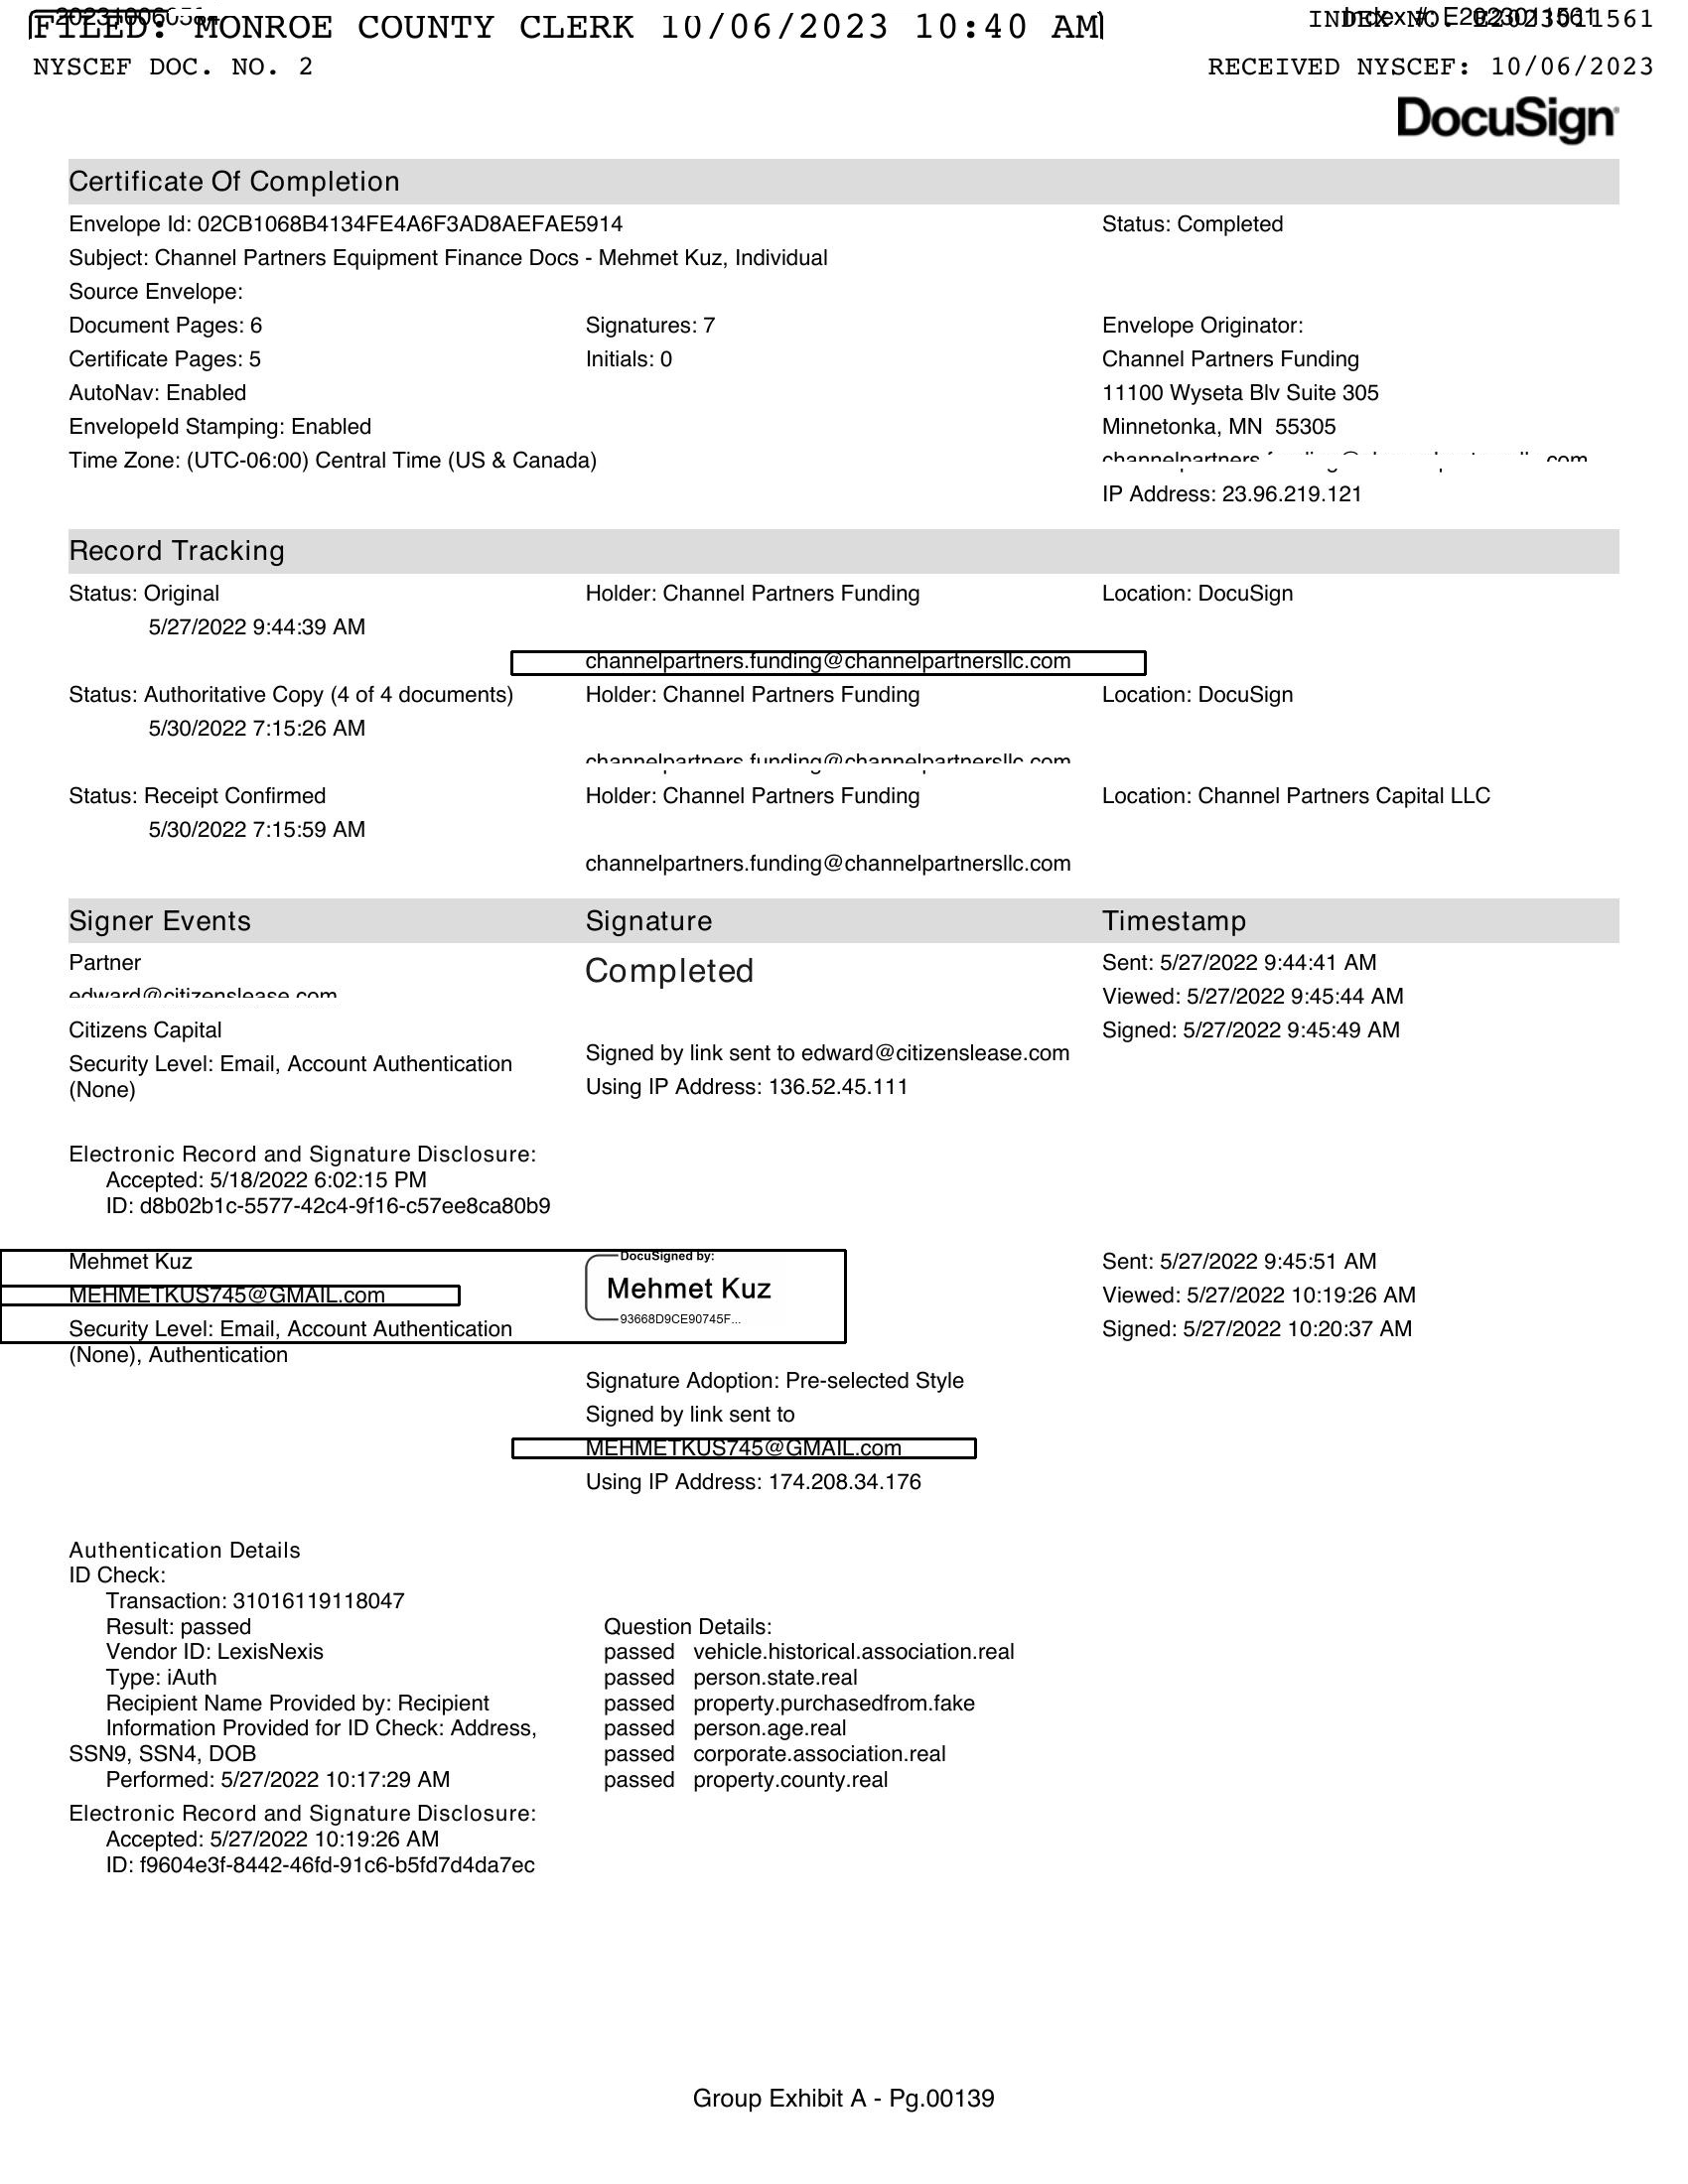 FILED: MONROE COUNTY CLERK 10/06/2023 10:40 AM
INDEX NO. E2023011561
NYSCEF DOC. NO. 2
RECEIVED NYSCEF: 10/06/2023
DocuSign
Certificate Of Completion
Envelope Id: 02CB1068B4134FE4A6F3AD8AEFAE5914
Status: Completed
Subject: Channel Partners Equipment Finance Docs - Mehmet Kuz, Individual
Source Envelope:
Document Pages: 6
Signatures: 7
Envelope Originator:
Certificate Pages: 5
Initials: 0
Channel Partners Funding
AutoNav: Enabled
11100 Wyseta Blv Suite 305
EnvelopeId Stamping: Enabled
Minnetonka, MN 55305
Time Zone: (UTC-06:00) Central Time (US & Canada)
IP Address: 23.96.219.121
Record Tracking
Status: Original
Holder: Channel Partners Funding
Location: DocuSign
5/27/2022 9:44:39 AM
channelpartners.funding@channelpartnersllc.com
Status: Authoritative Copy (4 of 4 documents)
Holder: Channel Partners Funding
Location: DocuSign
5/30/2022 7:15:26 AM
channelpartners.funding@channelpartnersllc.com
Status: Receipt Confirmed
Holder: Channel Partners Funding
Location: Channel Partners Capital LLC
5/30/2022 7:15:59 AM
channelpartners.funding@channelpartnersllc.com
Signer Events
Signature
Timestamp
Partner
Completed
Sent: 5/27/2022 9:44:41 AM
edward@citizenslease.com
Viewed: 5/27/2022 9:45:44 AM
Citizens Capital
Signed: 5/27/2022 9:45:49 AM
Security Level: Email, Account Authentication
(None)
Signed by link sent to edward@citizenslease.com
Using IP Address: 136.52.45.111
Electronic Record and Signature Disclosure:
Accepted: 5/18/2022 6:02:15 PM
ID: d8b02b1c-5577-42c4-9f16-c57ee8ca80b9
Mehmet Kuz
MEHMETKUS745@GMAIL.com
Security Level: Email, Account Authentication
(None), Authentication
DocuSigned by:
Mehmet Kuz
93668D9CE90745F...
Sent: 5/27/2022 9:45:51 AM
Viewed: 5/27/2022 10:19:26 AM
Signed: 5/27/2022 10:20:37 AM
Signature Adoption: Pre-selected Style
Signed by link sent to
MEHMETKUS745@GMAIL.com
Using IP Address: 174.208.34.176
Authentication Details
ID Check:
Transaction: 31016119118047
Result: passed
Vendor ID: LexisNexis
Type: iAuth
Recipient Name Provided by: Recipient
Information Provided for ID Check: Address,
SSN9, SSN4, DOB
Performed: 5/27/2022 10:17:29 AM
Question Details:
passed vehicle.historical.association.real
passed person.state.real
passed property.purchasedfrom.fake
passed person.age.real
passed corporate.association.real
passed property.county.real
Electronic Record and Signature Disclosure:
Accepted: 5/27/2022 10:19:26 AM
ID: f9604e3f-8442-46fd-91c6-b5fd7d4da7ec
Group Exhibit A - Pg.00139